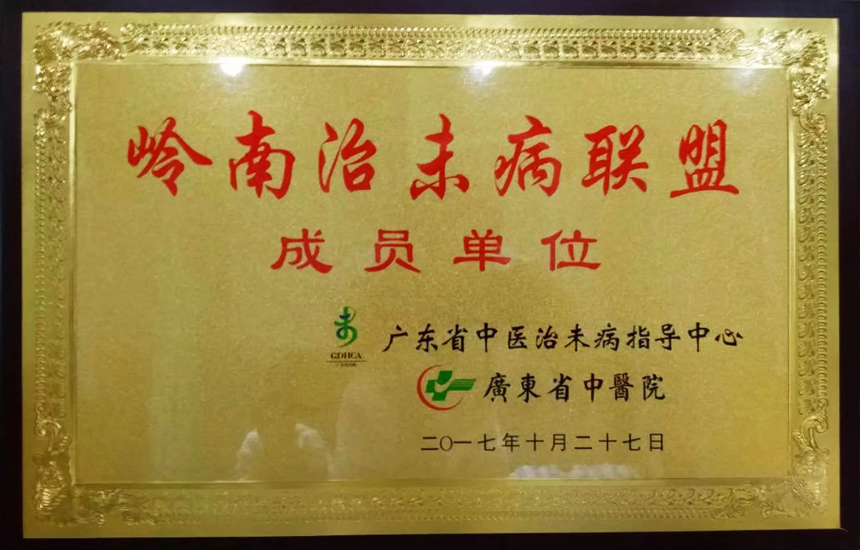 岭南治未病联盟
成员单位
GDHCA
广东省中医治未病指导中心
廣東省中醫院
二〇一七年十月二十七日